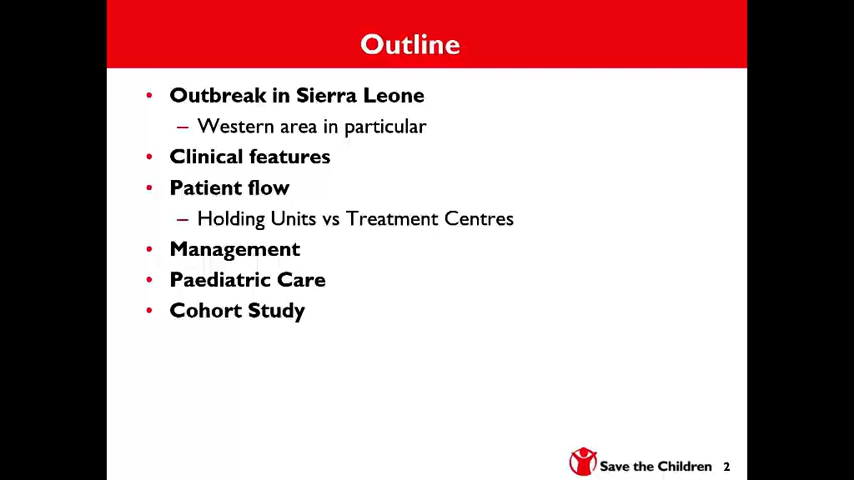 Outline
• Outbreak in Sierra Leone
– Western area in particular
• Clinical features
• Patient flow
– Holding Units vs Treatment Centres
• Management
• Paediatric Care
• Cohort Study
Save the Children 2